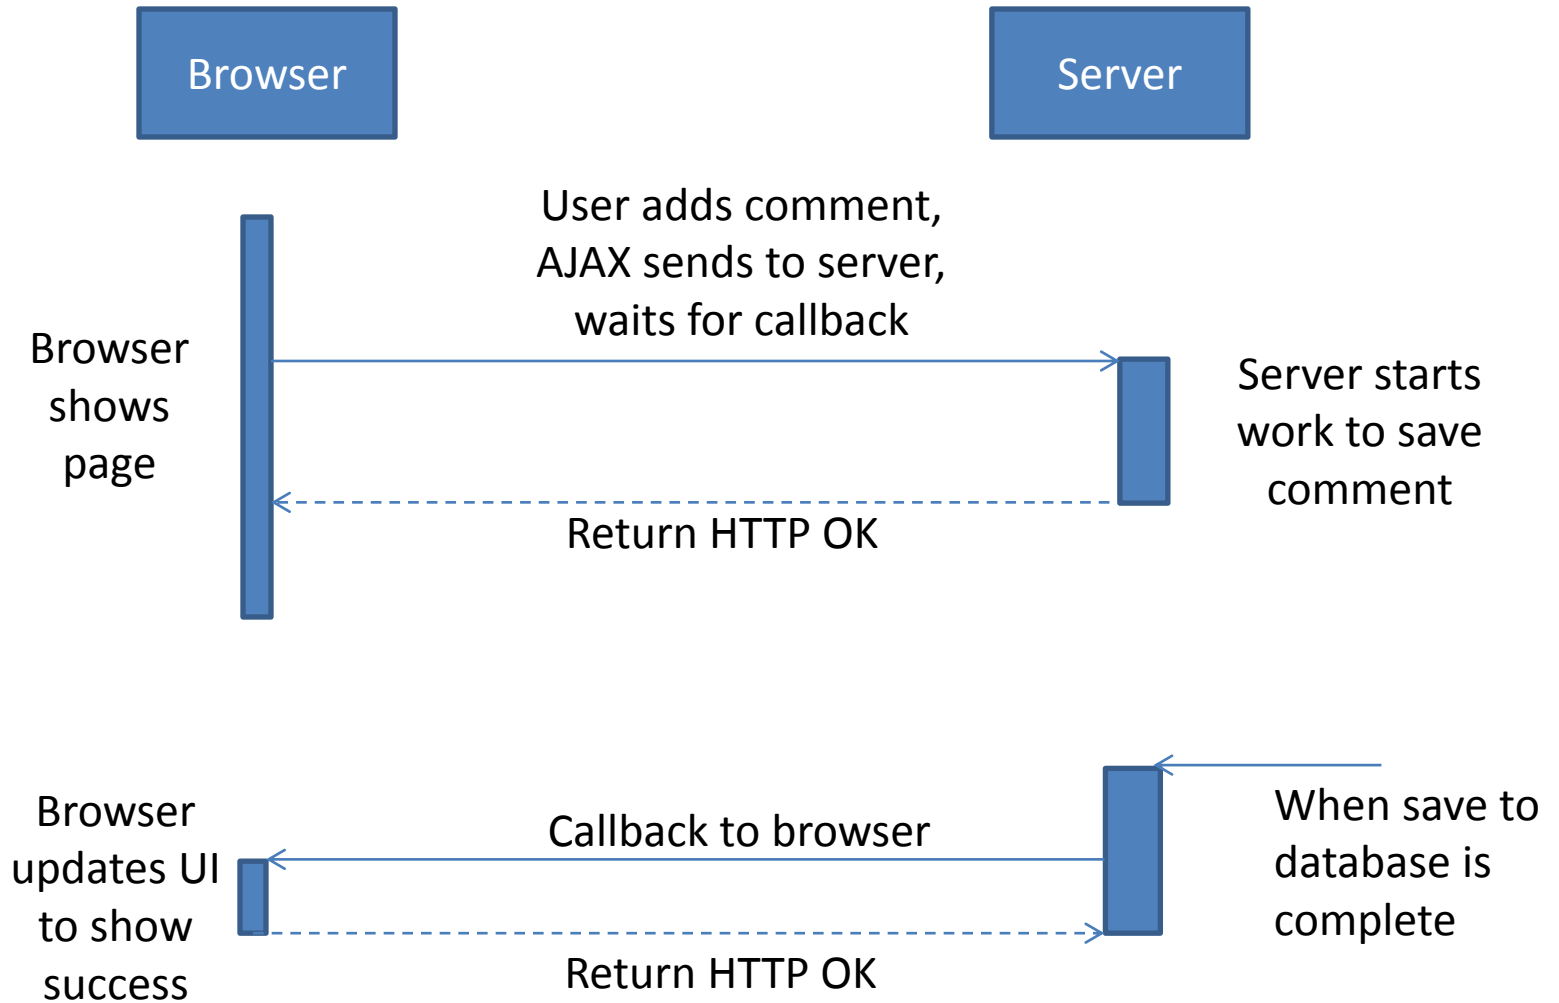 Browser
Server
User adds comment,
AJAX sends to server,
waits for callback
Browser
shows
page
Server starts
work to save
comment
Return HTTP OK
Browser
updates UI
to show
success
Callback to browser
When save to
database is
complete
Return HTTP OK